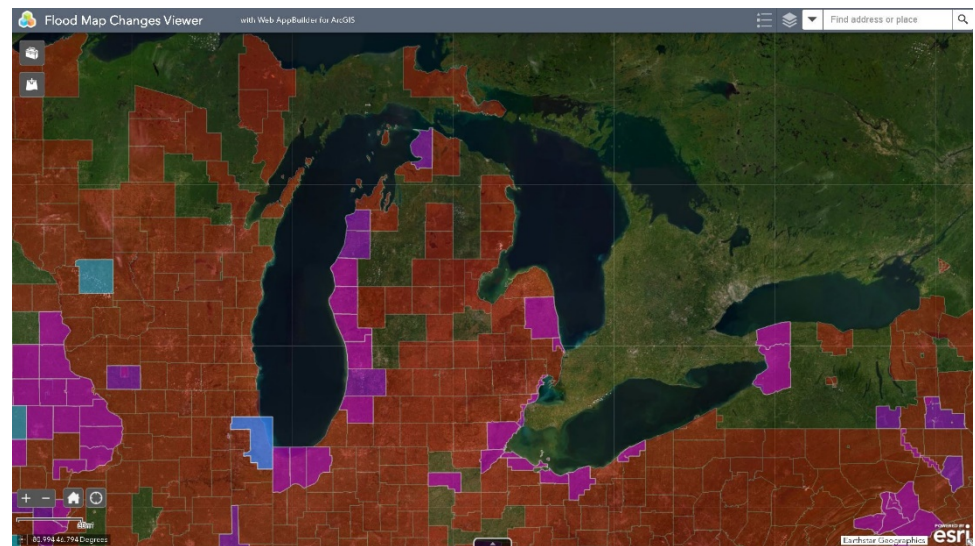 Flood Map Changes Viewer
with Web AppBuilder for ArcGIS
Find address or place
+ −
80.994 46.794 Degrees
Earthstar Geographics
POWERED BY
esri